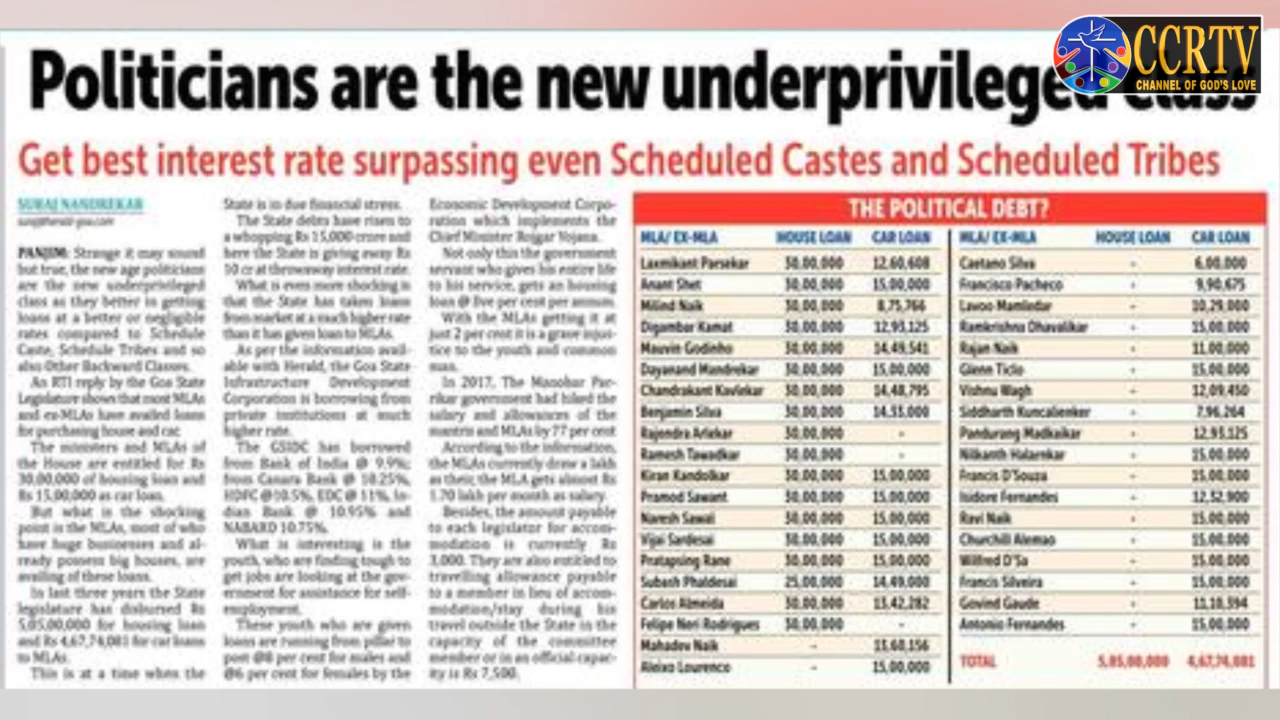 CCRTV
CHANNEL OF GOD'S LOVE
Politicians are the new underprivileged class
Get best interest rate surpassing even Scheduled Castes and Scheduled Tribes
SURAJ NANDREKAR
PANJIM: Strange it may sound
but true, the new age politicians
are the new underprivileged
class as they better in getting
loans at a better or negligible
rates compared to Schedule
Caste, Schedule Tribes and so
also Other Backward Classes.
An RTI reply by the Goa State
Legislature shows that most MLAs
and ex-MLAs have availed loans
for purchasing house and car.
The ministers and MLAs of
the House are entitled for Rs
30,00,000 of housing loan and
Rs 15,00,000 as car loan.
But what is the shocking
point is the MLAs, most of who
have huge businesses and al-
ready possess big houses, are
availing of these loans.
In last three years the State
legislature has disbursed Rs
5,05,00,000 for housing loan
and Rs 4,67,74,081 for car loans
to MLAs.
This is at a time when the
State is in due financial stress.
The State debts have risen to
a whopping Rs 15,000 crore and
here the State is giving away Rs
10 cr at throwaway interest rate.
What is even more shocking is
that the State has taken loans
from market at a much higher rate
than it has given loan to MLAs.
As per the information avail-
able with Herald, the Goa State
Infrastructure Development
Corporation is borrowing from
private institutions at much
higher rate.
The GSIDC has borrowed
from Bank of India @ 9.9%;
from Canara Bank @ 10.25%,
HDFC @10.5%, EDC @ 11%, In-
dian Bank @ 10.95% and
NABARD 10.75%.
What is interesting is the
youth, who are finding tough to
get jobs are looking at the gov-
ernment for assistance for self-
employment.
These youth who are given
loans are running from pillar to
post @8 per cent for males and
@6 per cent for females by the
Economic Development Corpo-
ration which implements the
Chief Minister Rojgar Yojana.
Not only this the government
servant who gives his entire life
to his service, gets an housing
loan @ five per cent per annum.
With the MLAs getting it at
just 2 per cent it is a grave injus-
tice to the youth and common
man.
In 2017, The Manohar Par-
rikar government had hiked the
salary and allowances of the
mantris and MLAs by 77 per cent
According to the information,
the MLAs currently draw a lakh
as their, the MLA gets almost Rs
1.70 lakh per month as salary.
Besides, the amount payable
to each legislator for accom-
modation is currently Rs
3,000. They are also entitled to
travelling allowance payable
to a member in lieu of accom-
modation/stay during his
travel outside the State in the
capacity of the committee
member or in an official capac-
ity is Rs 7,500.
THE POLITICAL DEBT?
MLA/ EX-MLA HOUSE LOAN CAR LOAN
Laxmikant Parsekar 30,00,000 12,60,608
Anant Shet 30,00,000 15,00,000
Milind Naik 30,00,000 8,75,766
Digambar Kamat 30,00,000 12,93,125
Mauvin Godinho 30,00,000 14,49,541
Dayanand Mandrekar 30,00,000 15,00,000
Chandrakant Kavlekar 30,00,000 14,48,795
Benjamin Silva 30,00,000 14,33,000
Rajendra Arlekar 30,00,000 -
Ramesh Tawadkar 30,00,000 -
Kiran Kandolkar 30,00,000 15,00,000
Pramod Sawant 30,00,000 15,00,000
Naresh Sawal 30,00,000 15,00,000
Vijai Sardesai 30,00,000 15,00,000
Pratapsing Rane 30,00,000 15,00,000
Subash Phaldesai 25,00,000 14,49,000
Carlos Almeida 30,00,000 13,42,282
Felipe Neri Rodrigues 30,00,000 -
Mahadev Naik - 13,60,156
Aleixo Lourenco - 15,00,000
MLA/ EX-MLA HOUSE LOAN CAR LOAN
Caetano Silva - 6,00,000
Francisco Pacheco - 9,90,675
Lavoo Mamledar - 10,29,000
Ramkrishna Dhavalikar - 15,00,000
Rajan Naik - 11,00,000
Glenn Ticlo - 15,00,000
Vishnu Wagh - 12,09,450
Siddharth Kuncalienker - 7,96,264
Pandurang Madkaikar - 12,93,125
Nilkanth Halarnkar - 15,00,000
Francis D'Souza - 15,00,000
Isidore Fernandes - 12,32,900
Ravi Naik - 15,00,000
Churchill Alemao - 15,00,000
Wilfred D'Sa - 15,00,000
Francis Silveira - 15,00,000
Govind Gaude - 11,10,594
Antonio Fernandes - 15,00,000
TOTAL 5,05,00,000 4,67,74,081